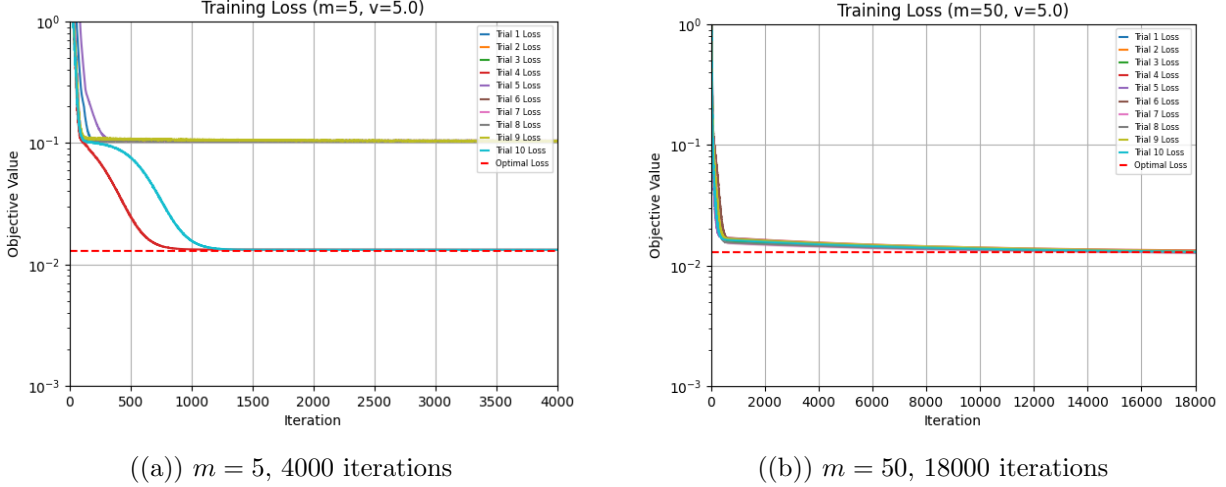 Training Loss (m=5, v=5.0)
10⁰
10⁻¹
10⁻²
10⁻³
Objective Value
Trial 1 Loss
Trial 2 Loss
Trial 3 Loss
Trial 4 Loss
Trial 5 Loss
Trial 6 Loss
Trial 7 Loss
Trial 8 Loss
Trial 9 Loss
Trial 10 Loss
Optimal Loss
0 500 1000 1500 2000 2500 3000 3500 4000
Iteration
((a)) m = 5, 4000 iterations
Training Loss (m=50, v=5.0)
10⁰
10⁻¹
10⁻²
10⁻³
Objective Value
Trial 1 Loss
Trial 2 Loss
Trial 3 Loss
Trial 4 Loss
Trial 5 Loss
Trial 6 Loss
Trial 7 Loss
Trial 8 Loss
Trial 9 Loss
Trial 10 Loss
Optimal Loss
0 2000 4000 6000 8000 10000 12000 14000 16000 18000
Iteration
((b)) m = 50, 18000 iterations